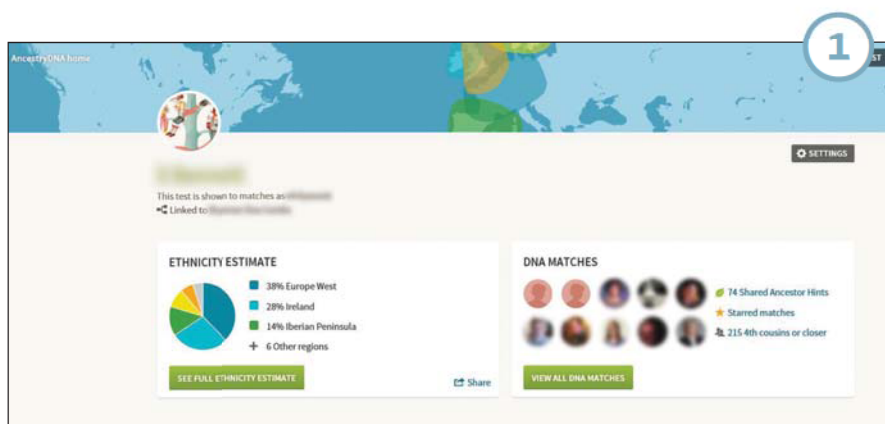 1
AncestryDNA home
ST
SETTINGS
This test is shown to matches as
Linked to
ETHNICITY ESTIMATE
38% Europe West
28% Ireland
14% Iberian Peninsula
+ 6 Other regions
SEE FULL ETHNICITY ESTIMATE
Share
DNA MATCHES
74 Shared Ancestor Hints
Starred matches
215 4th cousins or closer
VIEW ALL DNA MATCHES